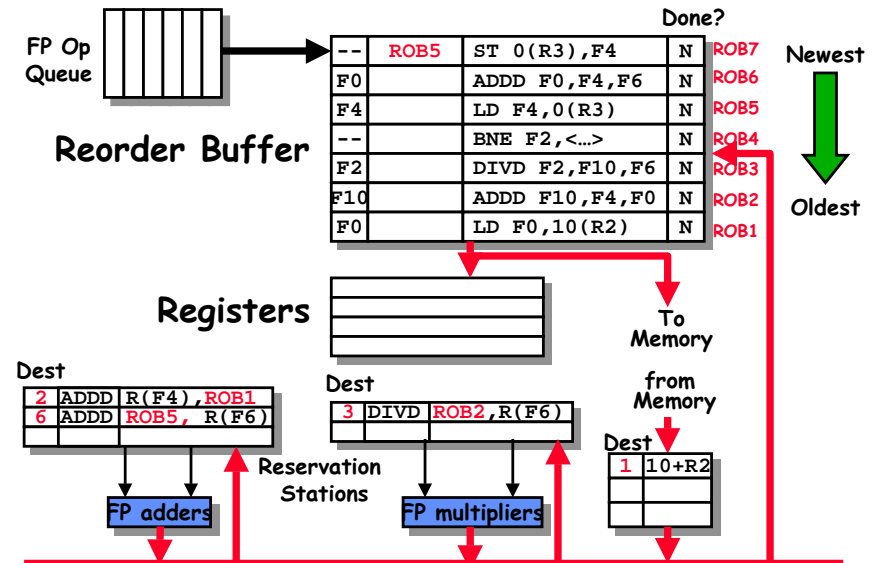 Done?
FP Op
Queue
-- ROB5 ST 0(R3),F4 N ROB7
F0 ADDD F0,F4,F6 N ROB6
F4 LD F4,0(R3) N ROB5
-- BNE F2,<…> N ROB4
F2 DIVD F2,F10,F6 N ROB3
F10 ADDD F10,F4,F0 N ROB2
F0 LD F0,10(R2) N ROB1
Reorder Buffer
Newest
Oldest
Registers
To
Memory
Dest
2 ADDD R(F4),ROB1
6 ADDD ROB5, R(F6)
Dest
3 DIVD ROB2,R(F6)
from
Memory
Dest
1 10+R2
Reservation
Stations
FP adders
FP multipliers